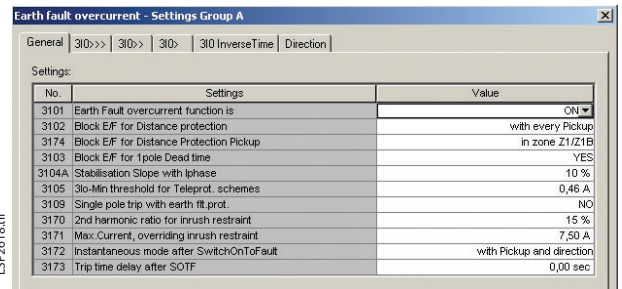 Earth fault overcurrent - Settings Group A
General 3I0>>> 3I0>> 3I0> 3I0 InverseTime Direction
Settings:
No. Settings Value
3101 Earth Fault overcurrent function is ON
3102 Block E/F for Distance protection with every Pickup
3174 Block E/F for Distance Protection Pickup in zone Z1/Z1B
3103 Block E/F for 1pole Dead time YES
3104A Stabilisation Slope with Iphase 10 %
3105 3Io-Min threshold for Teleprot. schemes 0,46 A
3109 Single pole trip with earth flt.prot. NO
3170 2nd harmonic ratio for inrush restraint 15 %
3171 Max.Current, overriding inrush restraint 7,50 A
3172 Instantaneous mode after SwitchOnToFault with Pickup and direction
3173 Trip time delay after SOTF 0,00 sec